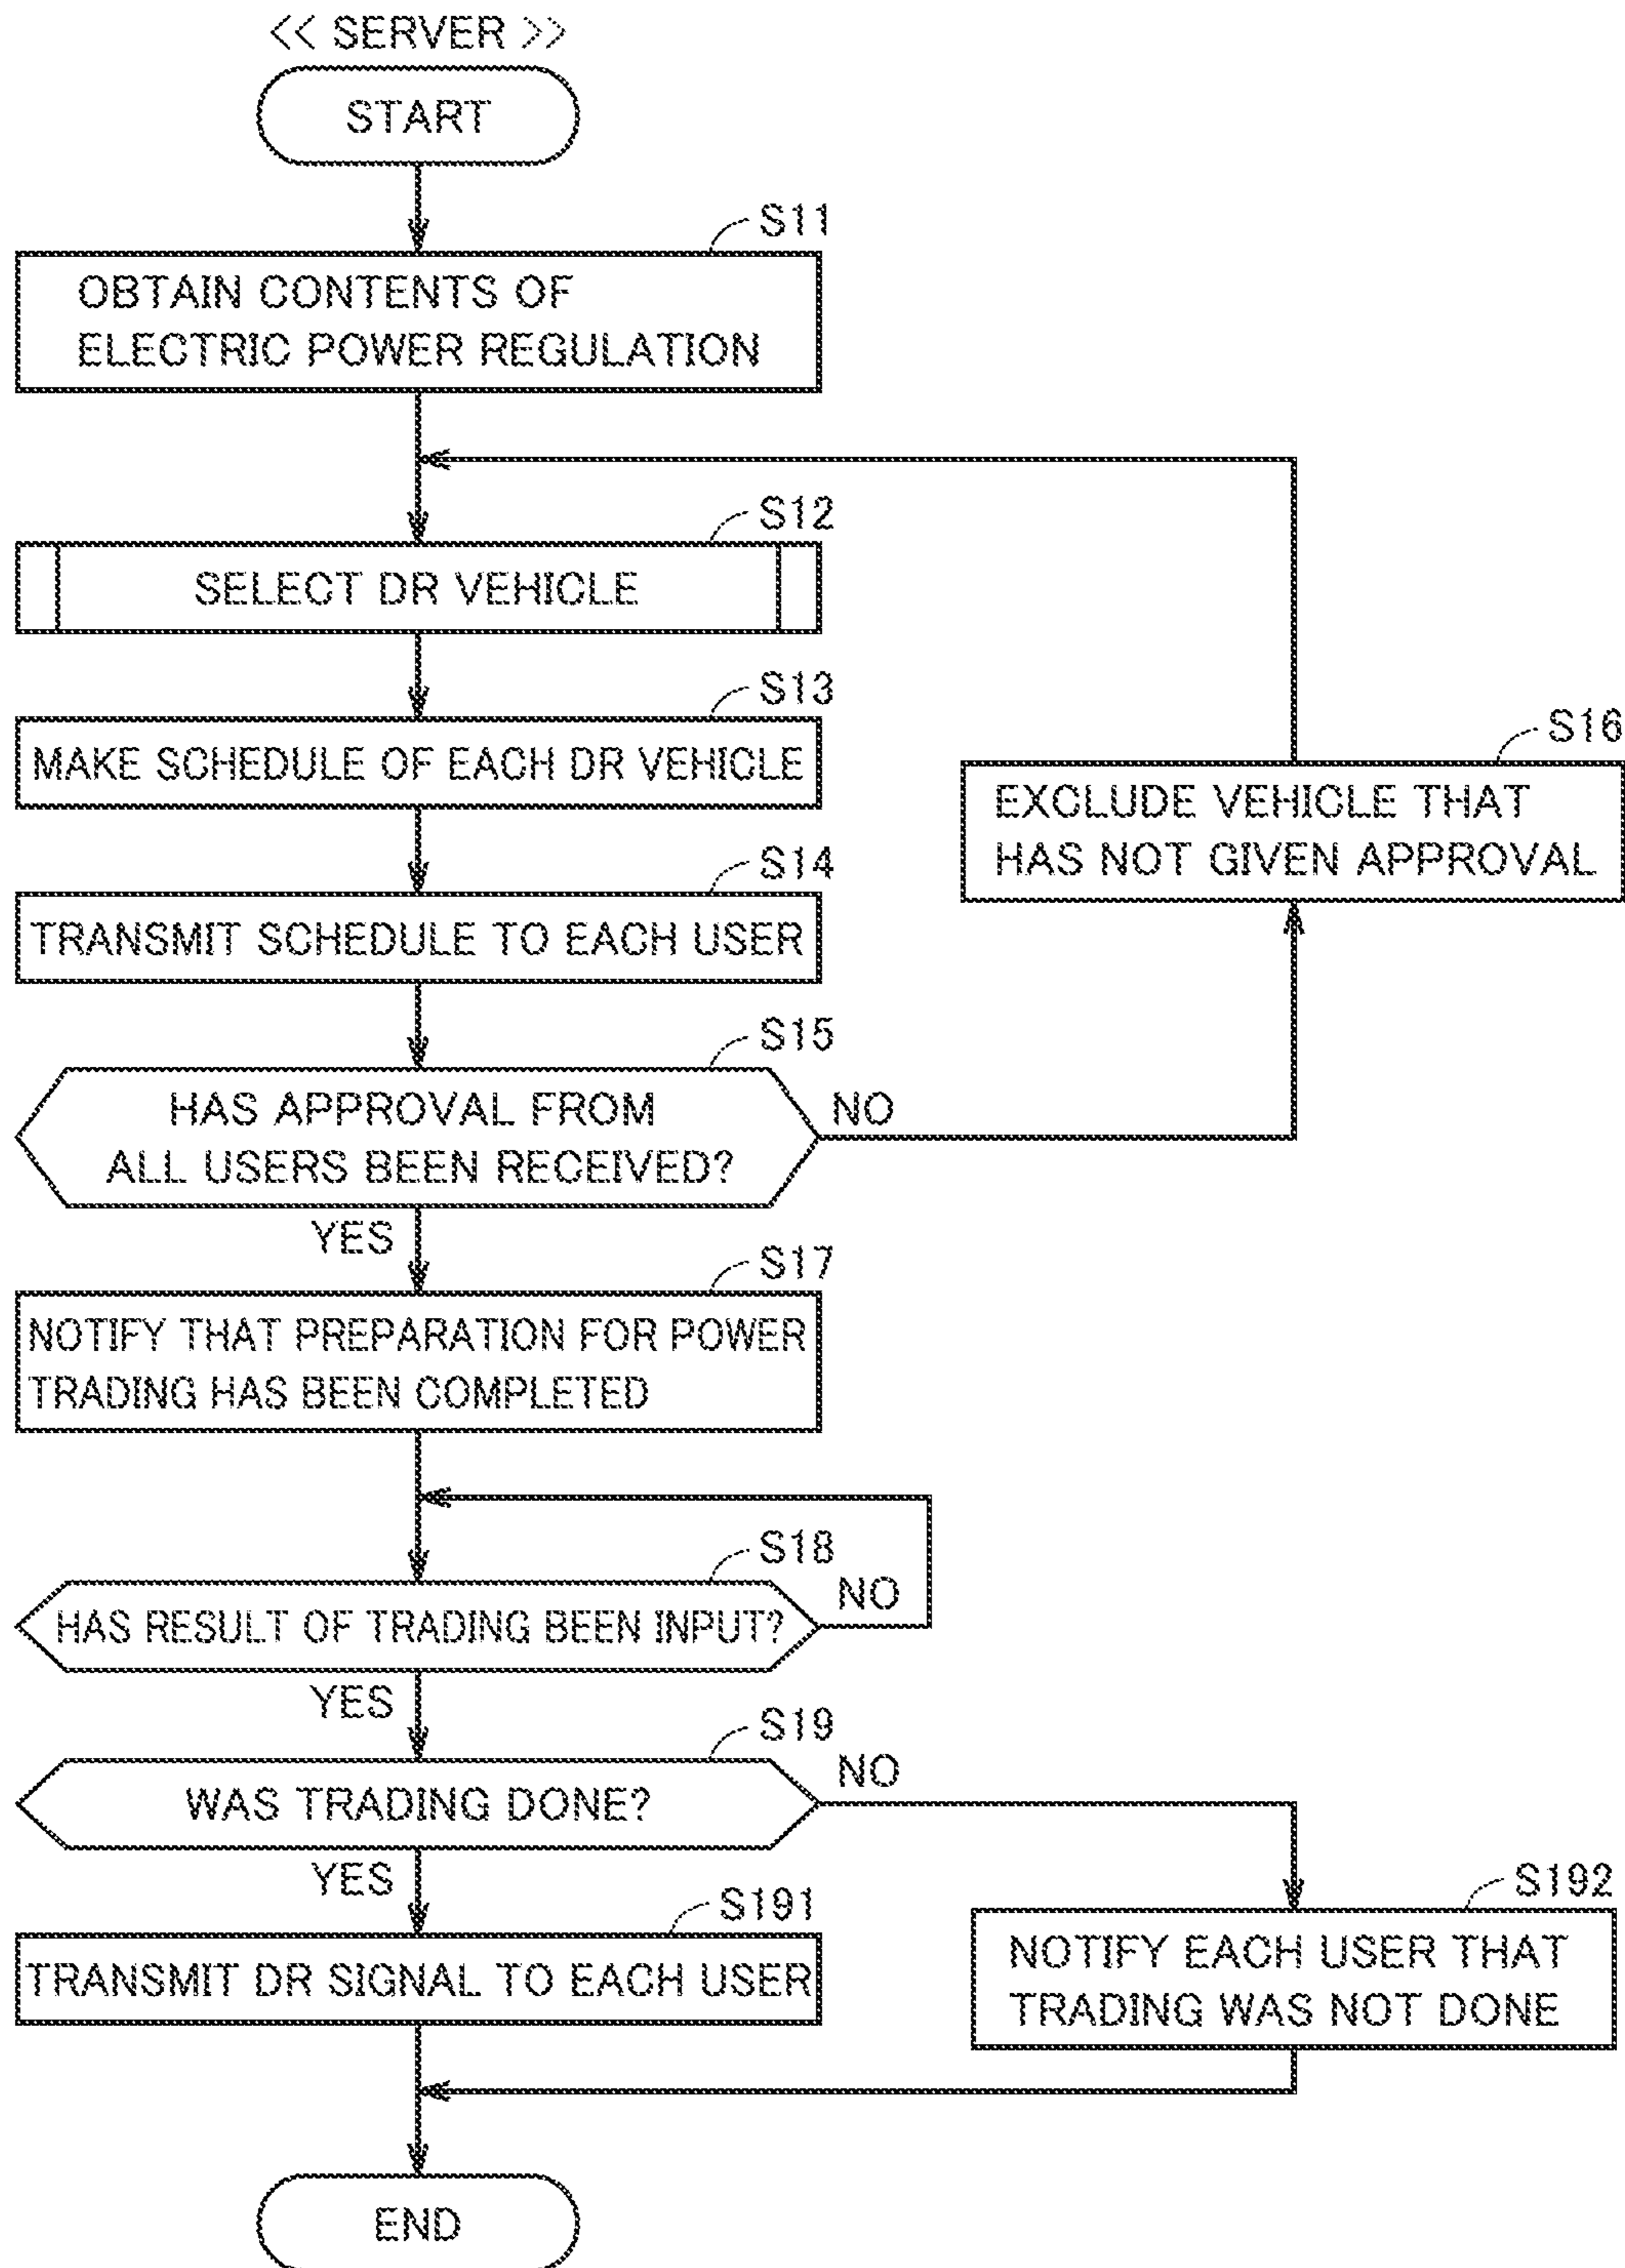 << SERVER >>
START
S11
OBTAIN CONTENTS OF
ELECTRIC POWER REGULATION
S12
SELECT DR VEHICLE
S13
MAKE SCHEDULE OF EACH DR VEHICLE
S16
EXCLUDE VEHICLE THAT
HAS NOT GIVEN APPROVAL
S14
TRANSMIT SCHEDULE TO EACH USER
S15
HAS APPROVAL FROM
ALL USERS BEEN RECEIVED?
NO
YES
S17
NOTIFY THAT PREPARATION FOR POWER
TRADING HAS BEEN COMPLETED
S18
HAS RESULT OF TRADING BEEN INPUT?
NO
YES
S19
WAS TRADING DONE?
NO
YES
S191
TRANSMIT DR SIGNAL TO EACH USER
S192
NOTIFY EACH USER THAT
TRADING WAS NOT DONE
END